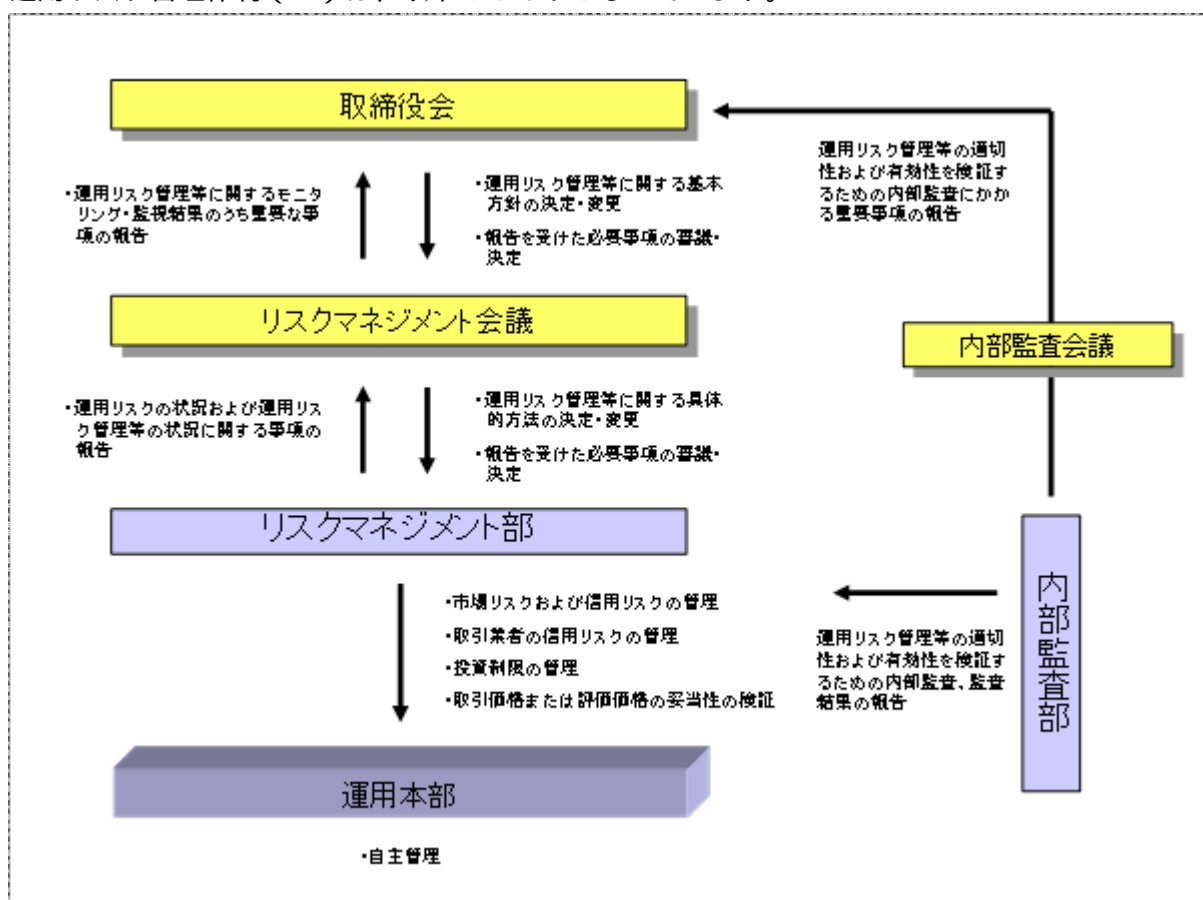 取締役会
・運用リスク管理等に関するモニ
タリング・監視結果のうち重要な事
項の報告
・運用リスク管理等に関する基本
方針の決定・変更
・報告を受けた必要事項の審議・
決定
運用リスク管理等の適切
性および有効性を検証す
るための内部監査にかか
る重要事項の報告
リスクマネジメント会議
内部監査会議
・運用リスクの状況および運用リス
ク管理等の状況に関する事項の
報告
・運用リスク管理等に関する具体
的方法の決定・変更
・報告を受けた必要事項の審議・
決定
リスクマネジメント部
・市場リスクおよび信用リスクの管理
・取引業者の信用リスクの管理
・投資制限の管理
・取引価格または評価価格の妥当性の検証
運用リスク管理等の適切
性および有効性を検証す
るための内部監査、監査
結果の報告
内部監査部
運用本部
・自主管理